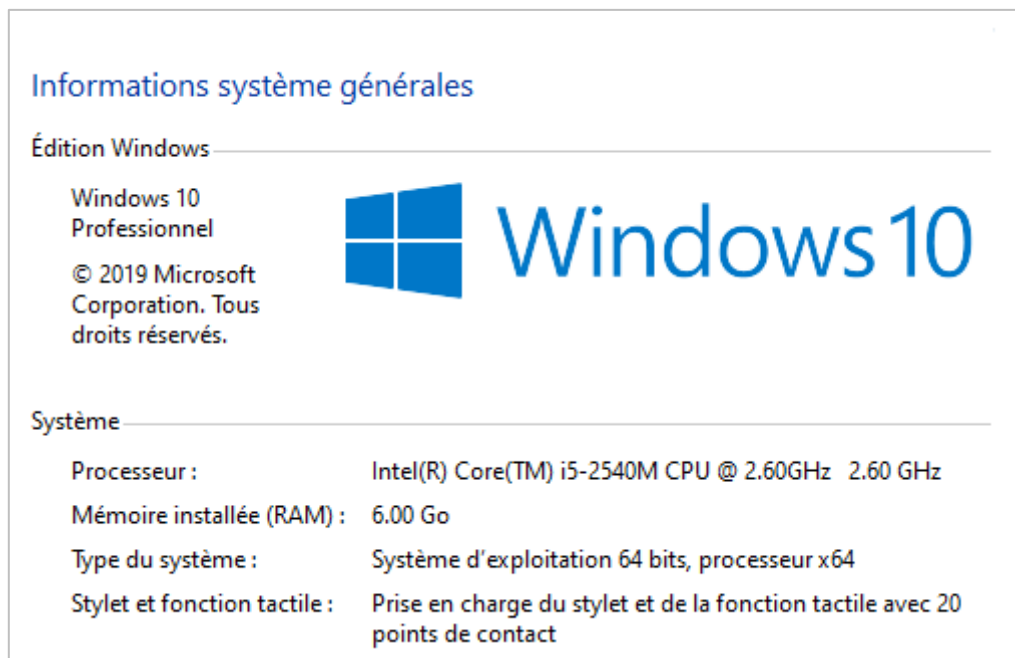 Informations système générales
Édition Windows
Windows 10
Professionnel
© 2019 Microsoft
Corporation. Tous
droits réservés.
Windows 10
Système
Processeur : Intel(R) Core(TM) i5-2540M CPU @ 2.60GHz 2.60 GHz
Mémoire installée (RAM) : 6.00 Go
Type du système : Système d'exploitation 64 bits, processeur x64
Stylet et fonction tactile : Prise en charge du stylet et de la fonction tactile avec 20
points de contact